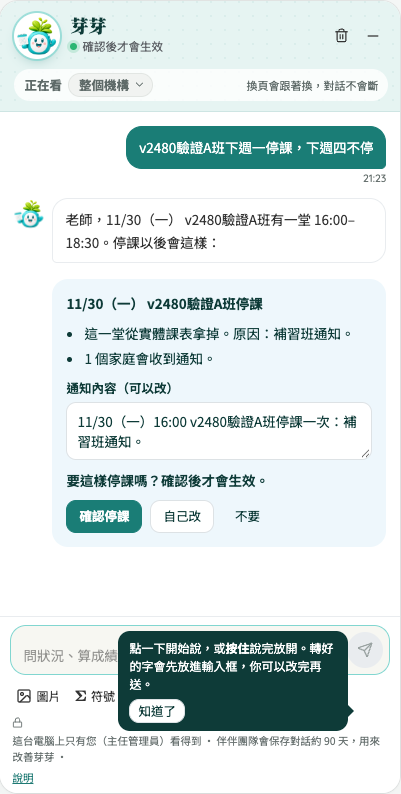 芽芽
確認後才會生效
正在看 整個機構 換頁會跟著換，對話不會斷
v2480驗證A班下週一停課，下週四不停
21:23
老師，11/30（一） v2480驗證A班有一堂 16:00–
18:30。停課以後會這樣：
11/30（一） v2480驗證A班停課
• 這一堂從實體課表拿掉。原因：補習班通知。
• 1 個家庭會收到通知。
通知內容（可以改）
11/30（一）16:00 v2480驗證A班停課一次：補
習班通知。
要這樣停課嗎？確認後才會生效。
確認停課 自己改 不要
問狀況、算成績
點一下開始說，或按住說完放開。轉好
的字會先放進輸入框，你可以改完再
送。
知道了
圖片 符號
這台電腦上只有您（主任管理員）看得到 · 伴伴團隊會保存對話約 90 天，用來
改善芽芽 ·
說明